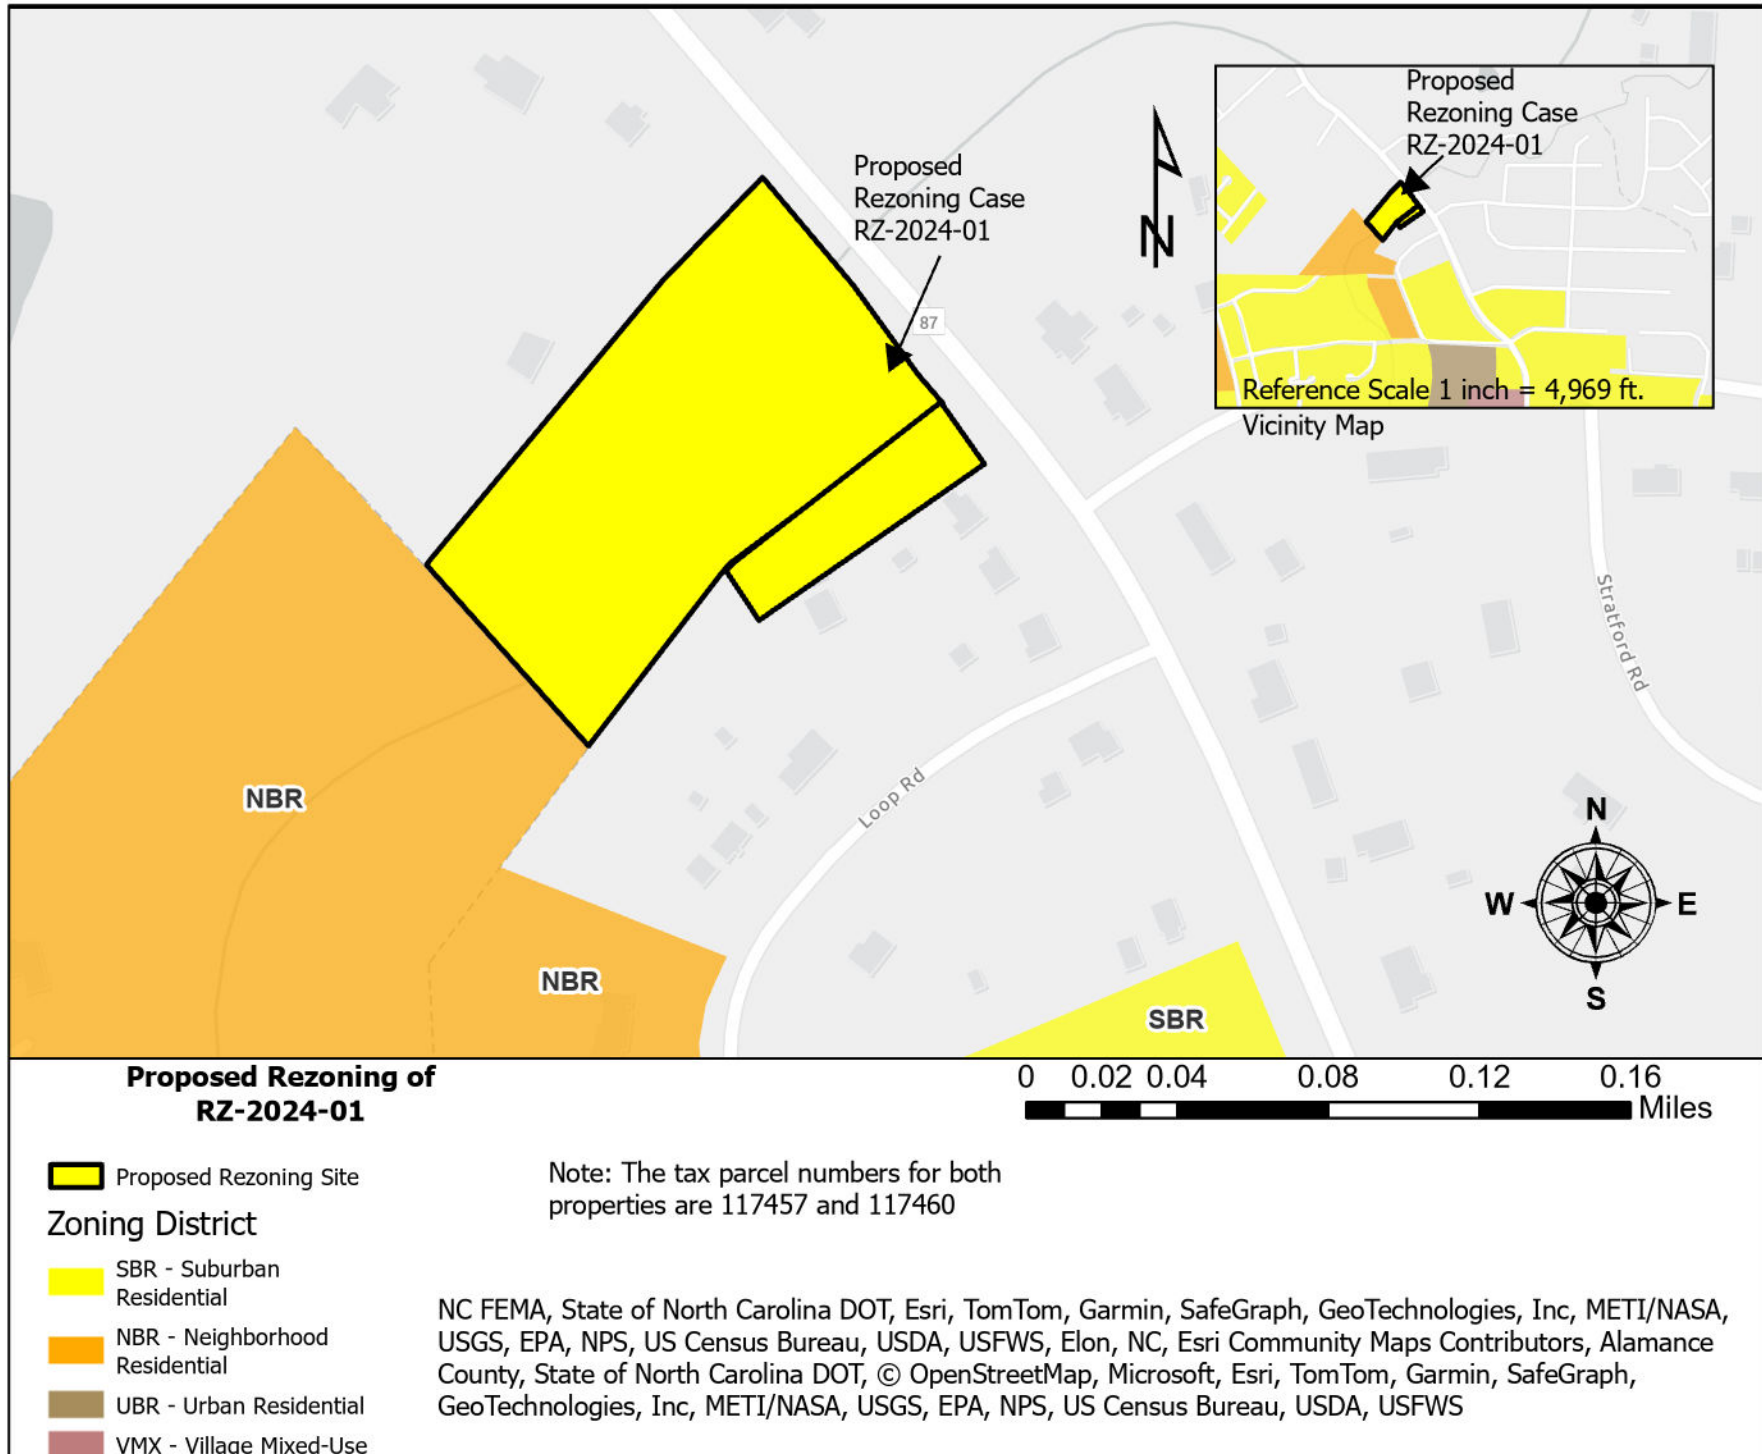 Proposed
Rezoning Case
RZ-2024-01
87
N
Proposed
Rezoning Case
RZ-2024-01
Reference Scale 1 inch = 4,969 ft.
Vicinity Map
Stratford Rd
Loop Rd
NBR
NBR
SBR
N
W
E
S
Proposed Rezoning of
RZ-2024-01
0 0.02 0.04 0.08 0.12 0.16
Miles
Proposed Rezoning Site
Note: The tax parcel numbers for both
properties are 117457 and 117460
Zoning District
SBR - Suburban
Residential
NBR - Neighborhood
Residential
UBR - Urban Residential
VMX - Village Mixed-Use
NC FEMA, State of North Carolina DOT, Esri, TomTom, Garmin, SafeGraph, GeoTechnologies, Inc, METI/NASA,
USGS, EPA, NPS, US Census Bureau, USDA, USFWS, Elon, NC, Esri Community Maps Contributors, Alamance
County, State of North Carolina DOT, © OpenStreetMap, Microsoft, Esri, TomTom, Garmin, SafeGraph,
GeoTechnologies, Inc, METI/NASA, USGS, EPA, NPS, US Census Bureau, USDA, USFWS